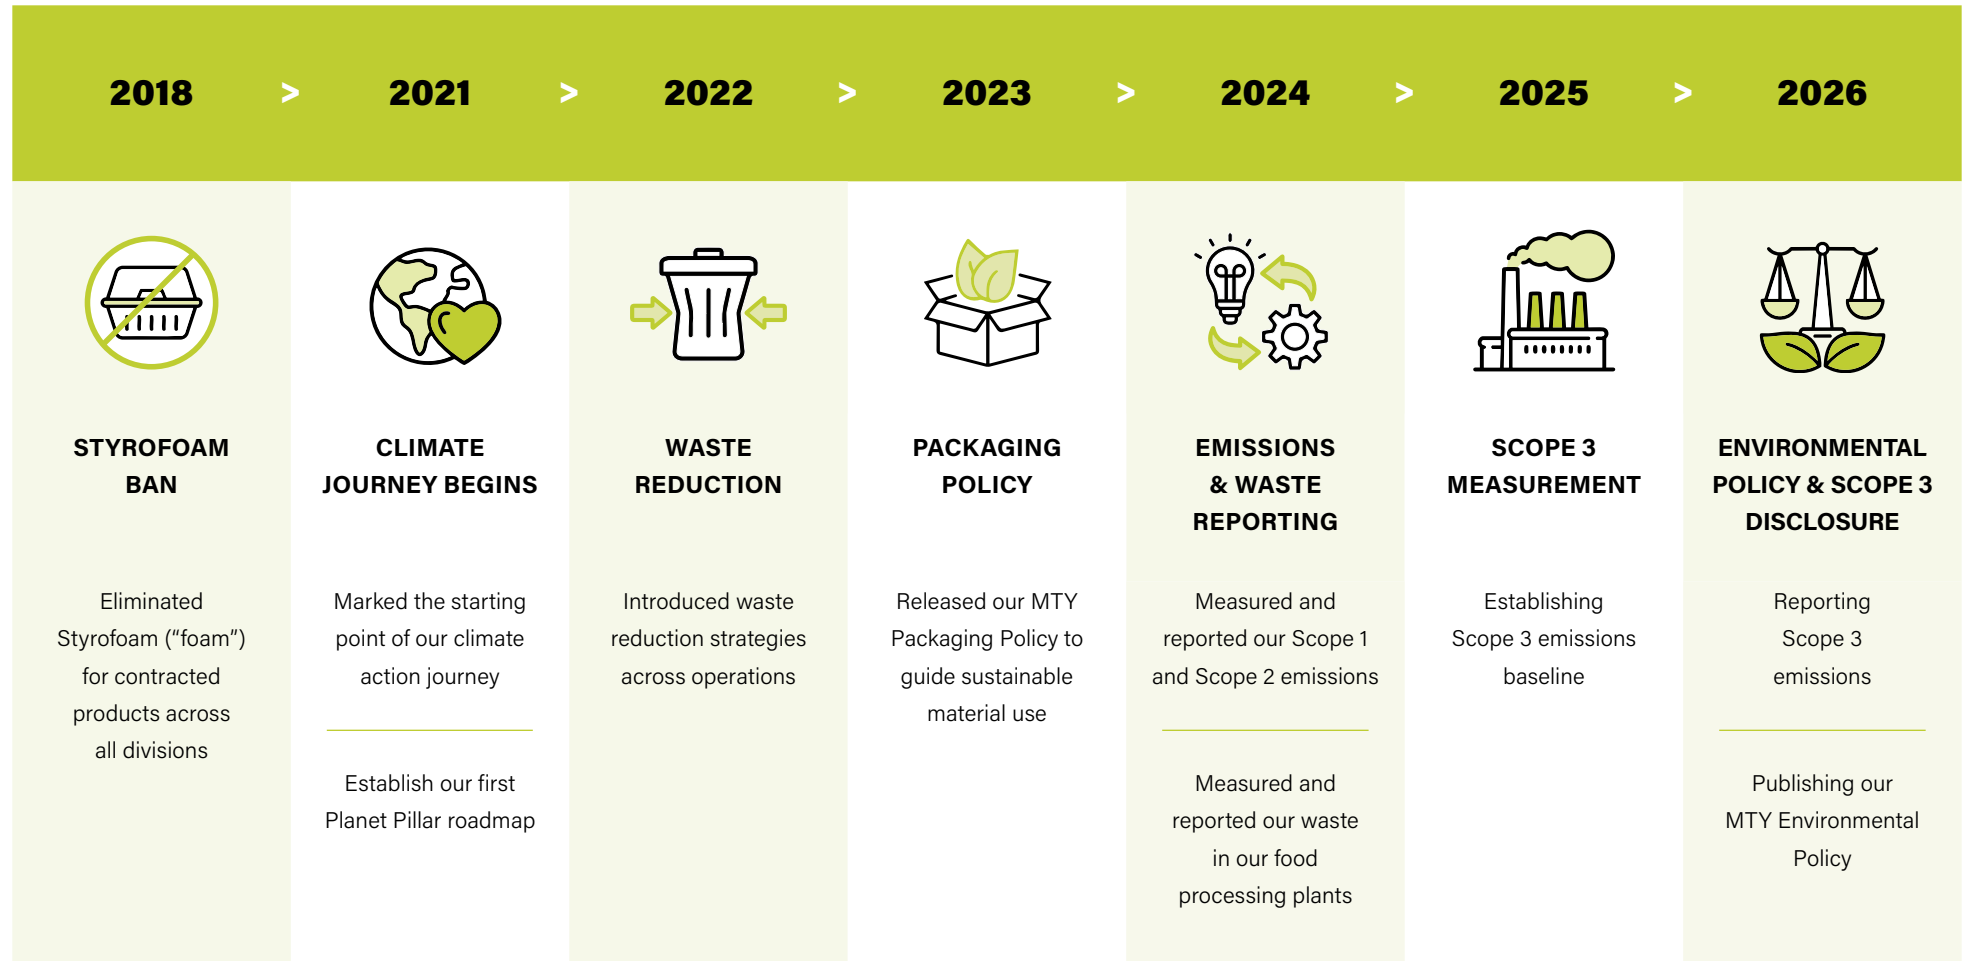 2018 > 2021 > 2022 > 2023 > 2024 > 2025 > 2026
STYROFOAM
BAN
Eliminated
Styrofoam (“foam”)
for contracted
products across
all divisions
CLIMATE
JOURNEY BEGINS
Marked the starting
point of our climate
action journey
Establish our first
Planet Pillar roadmap
WASTE
REDUCTION
Introduced waste
reduction strategies
across operations
PACKAGING
POLICY
Released our MTY
Packaging Policy to
guide sustainable
material use
EMISSIONS
& WASTE
REPORTING
Measured and
reported our Scope 1
and Scope 2 emissions
Measured and
reported our waste
in our food
processing plants
SCOPE 3
MEASUREMENT
Establishing
Scope 3 emissions
baseline
ENVIRONMENTAL
POLICY & SCOPE 3
DISCLOSURE
Reporting
Scope 3
emissions
Publishing our
MTY Environmental
Policy